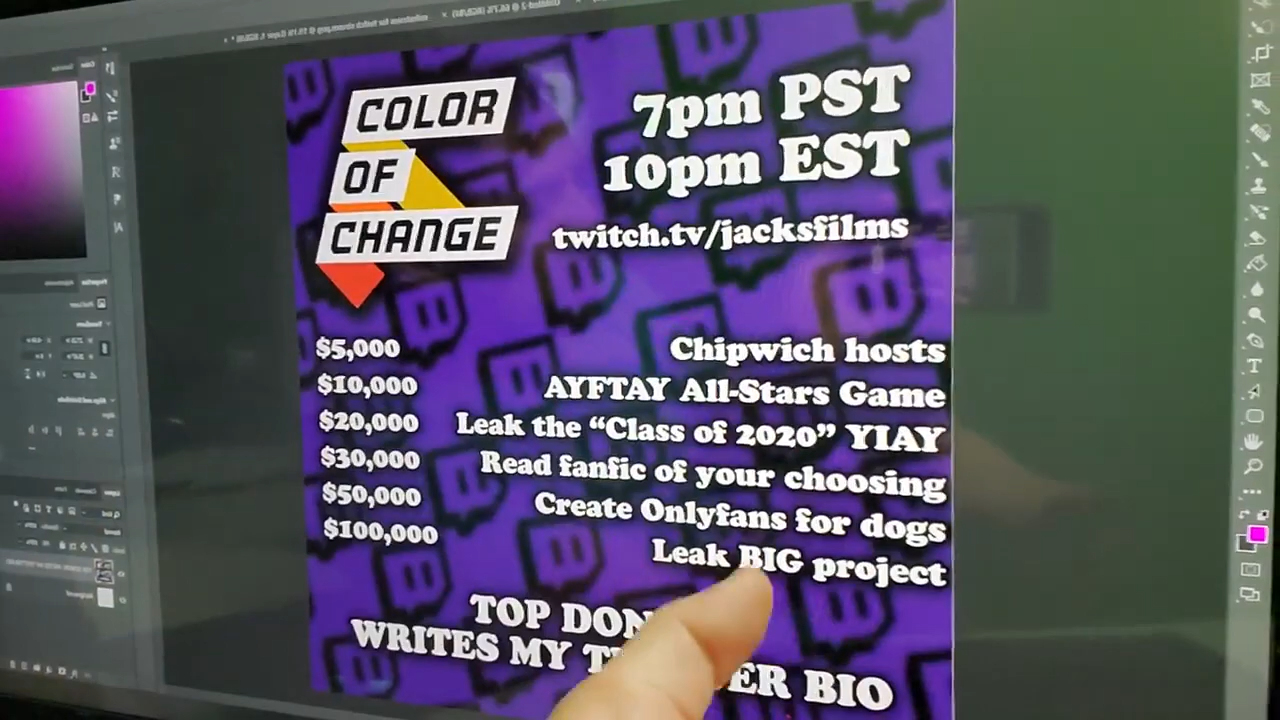 COLOR
OF
CHANGE
7pm PST
10pm EST
twitch.tv/jacksfilms
$5,000 Chipwich hosts
$10,000 AYFTAY All-Stars Game
$20,000 Leak the “Class of 2020” YIAY
$30,000 Read fanfic of your choosing
$50,000 Create Onlyfans for dogs
$100,000 Leak BIG project
TOP
WRITES MY
BIO